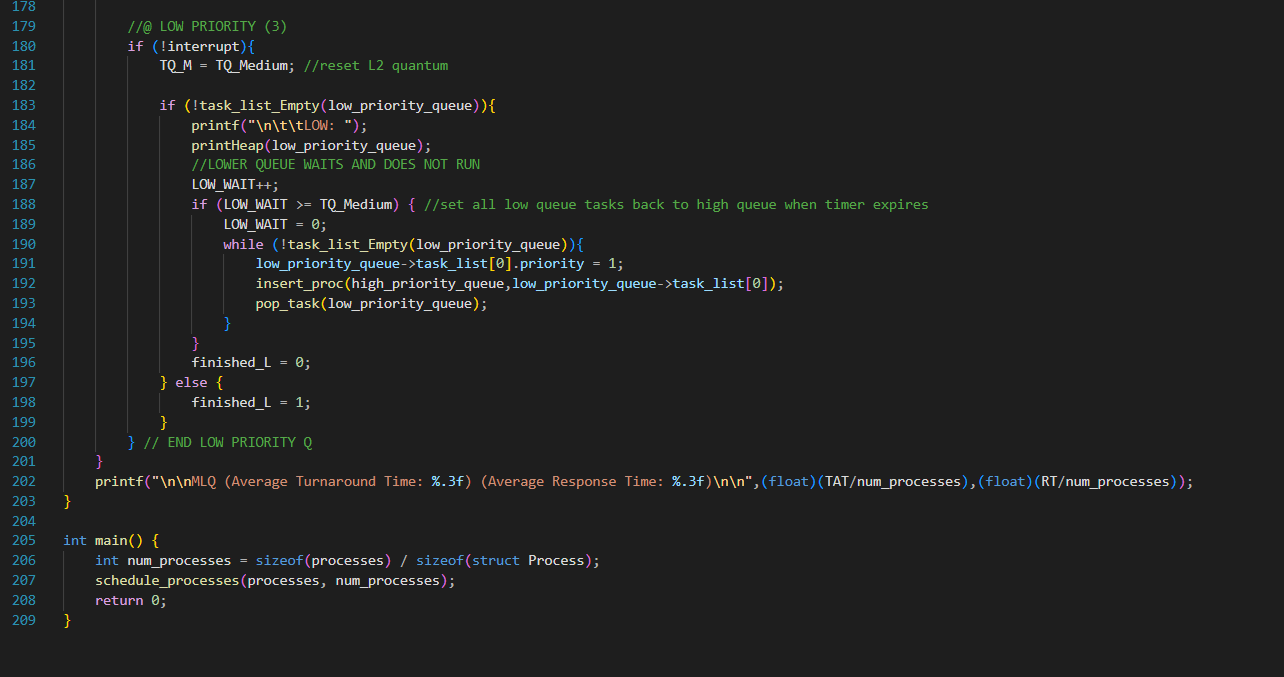 178
179         //@ LOW PRIORITY (3)
180         if (!interrupt){
181             TQ_M = TQ_Medium; //reset L2 quantum
182
183             if (!task_list_Empty(low_priority_queue)){
184                 printf("\n\t\tLOW: ");
185                 printHeap(low_priority_queue);
186                 //LOWER QUEUE WAITS AND DOES NOT RUN
187                 LOW_WAIT++;
188                 if (LOW_WAIT >= TQ_Medium) { //set all low queue tasks back to high queue when timer expires
189                     LOW_WAIT = 0;
190                     while (!task_list_Empty(low_priority_queue)){
191                         low_priority_queue->task_list[0].priority = 1;
192                         insert_proc(high_priority_queue,low_priority_queue->task_list[0]);
193                         pop_task(low_priority_queue);
194                     }
195                 }
196                 finished_L = 0;
197             } else {
198                 finished_L = 1;
199             }
200         } // END LOW PRIORITY Q
201     }
202     printf("\n\nMLQ (Average Turnaround Time: %.3f) (Average Response Time: %.3f)\n\n",(float)(TAT/num_processes),(float)(RT/num_processes));
203 }
204
205 int main() {
206     int num_processes = sizeof(processes) / sizeof(struct Process);
207     schedule_processes(processes, num_processes);
208     return 0;
209 }